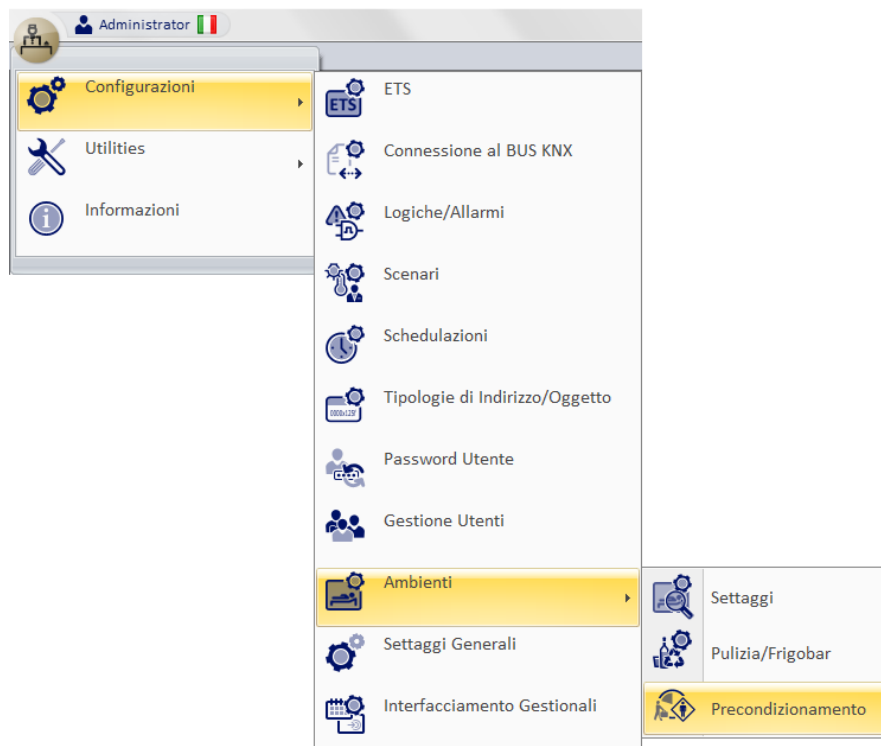 Administrator
Configurazioni
Utilities
Informazioni
ETS
ETS
Connessione al BUS KNX
Logiche/Allarmi
Scenari
Schedulazioni
Tipologie di Indirizzo/Oggetto
Password Utente
Gestione Utenti
Ambienti
Settaggi Generali
Interfacciamento Gestionali
Settaggi
Pulizia/Frigobar
Precondizionamento